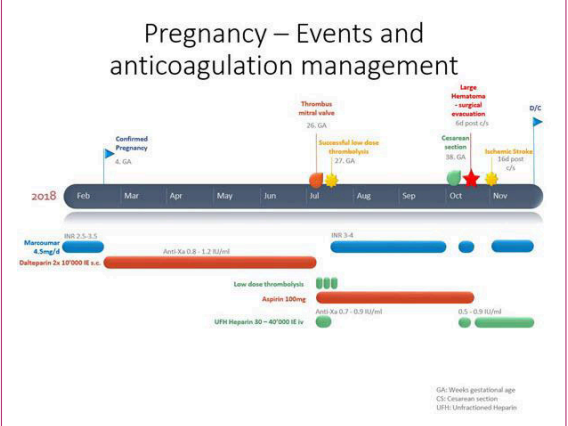 Pregnancy – Events and
anticoagulation management
Large
Hematoma
- surgical
evacuation
6d post c/s
D/C
Thrombus
mitral valve
26. GA
Confirmed
Pregnancy
4. GA
Successful low dose
thrombolysis
27. GA
Cesarean
section
38. GA
Ischemic Stroke
16d post
c/s
2018
Feb Mar Apr May Jun Jul Aug Sep Oct Nov
Marcoumar
4.5mg/d
INR 2.5-3.5
INR 3-4
Dalteparin 2x 10'000 IE s.c.
Anti-Xa 0.8 - 1.2 IU/ml
Low dose thrombolysis
Aspirin 100mg
Anti-Xa 0.7 - 0.9 IU/ml
0.5 - 0.9 IU/ml
UFH Heparin 30 – 40'000 IE iv
GA: Weeks gestational age
CS: Cesarean section
UFH: Unfractioned Heparin